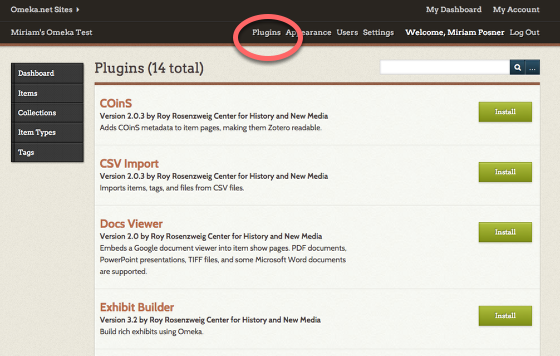 Omeka.net Sites
My Dashboard My Account
Miriam's Omeka Test
Plugins Appearance Users Settings Welcome, Miriam Posner Log Out
Dashboard
Items
Collections
Item Types
Tags
Plugins (14 total)
...
COinS
Version 2.0.3 by Roy Rosenzweig Center for History and New Media
Adds COinS metadata to item pages, making them Zotero readable.
Install
CSV Import
Version 2.0.3 by Roy Rosenzweig Center for History and New Media
Imports items, tags, and files from CSV files.
Install
Docs Viewer
Version 2.0 by Roy Rosenzweig Center for History and New Media
Embeds a Google document viewer into item show pages. PDF documents,
PowerPoint presentations, TIFF files, and some Microsoft Word documents
are supported.
Install
Exhibit Builder
Version 3.2 by Roy Rosenzweig Center for History and New Media
Build rich exhibits using Omeka.
Install